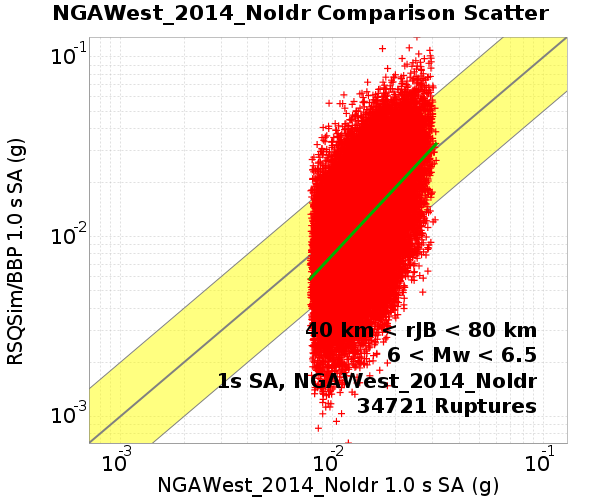 NGAWest_2014_NoIdr Comparison Scatter
RSQSim/BBP 1.0 s SA (g)
10-1
10-2
10-3
40 km < rJB < 80 km
6 < Mw < 6.5
1s SA, NGAWest_2014_NoIdr
34721 Ruptures
10-3 10-2 10-1
NGAWest_2014_NoIdr 1.0 s SA (g)